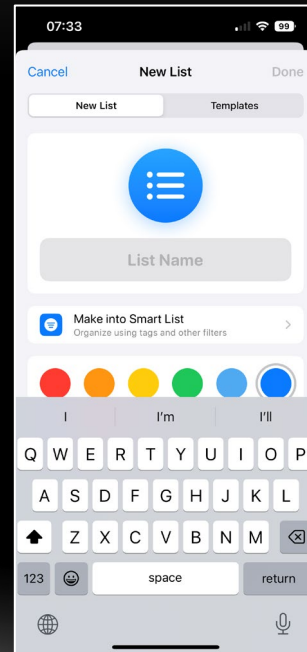 07:33
99
Cancel
New List
Done
New List
Templates
List Name
Make into Smart List
Organize using tags and other filters
I
I'm
I'll
Q W E R T Y U I O P
A S D F G H J K L
Z X C V B N M
123
space
return